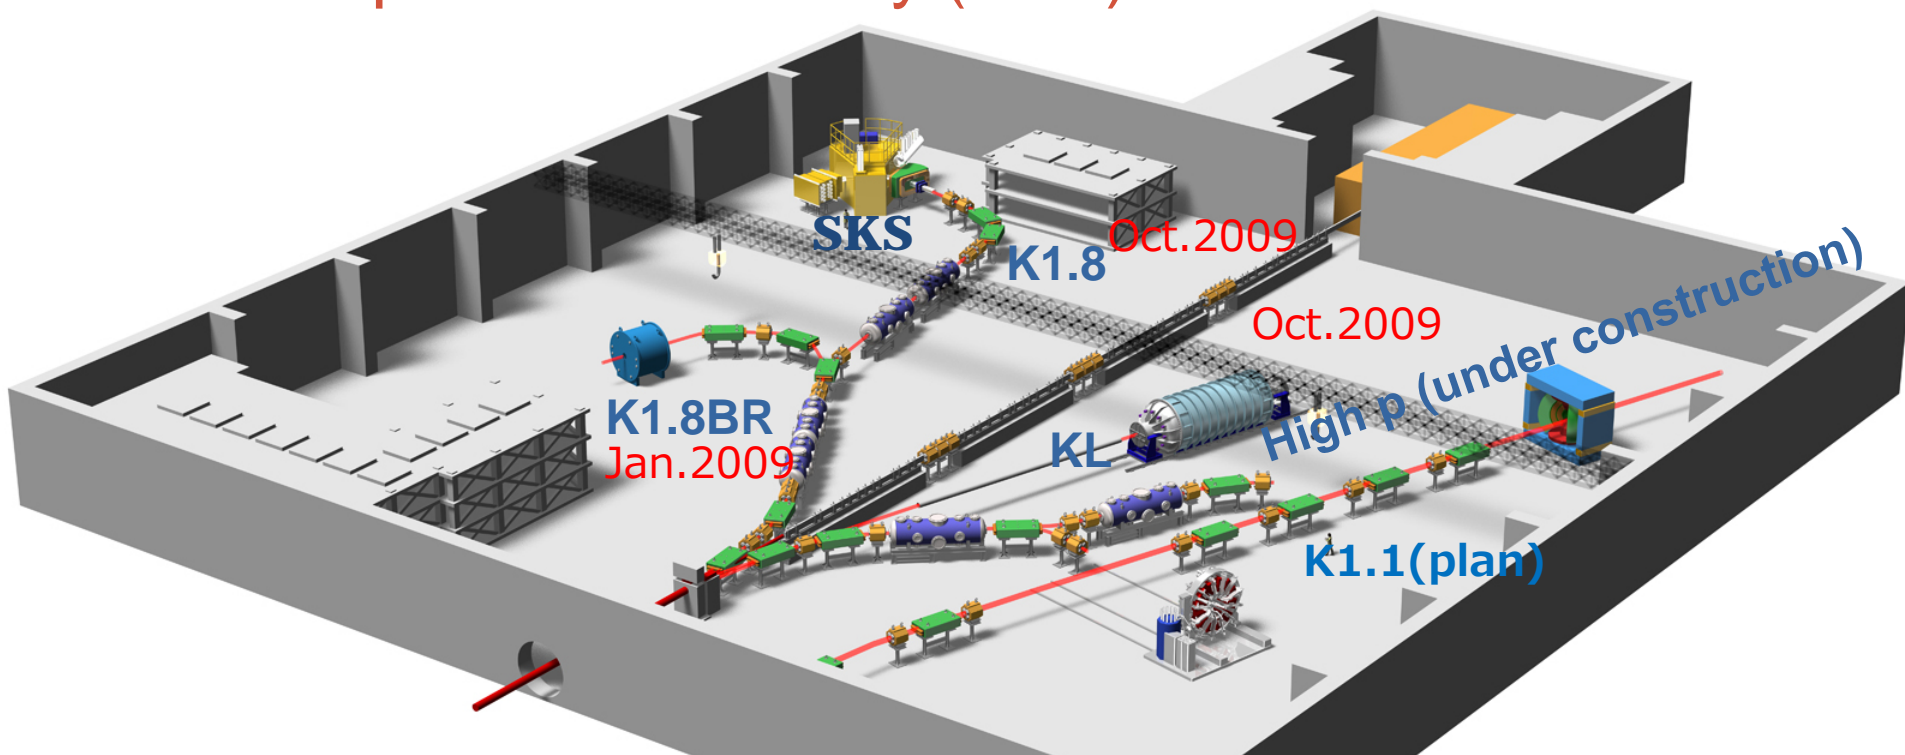 SKS
K1.8
Oct.2009
Oct.2009
High p (under construction)
K1.8BR
Jan.2009
KL
K1.1(plan)